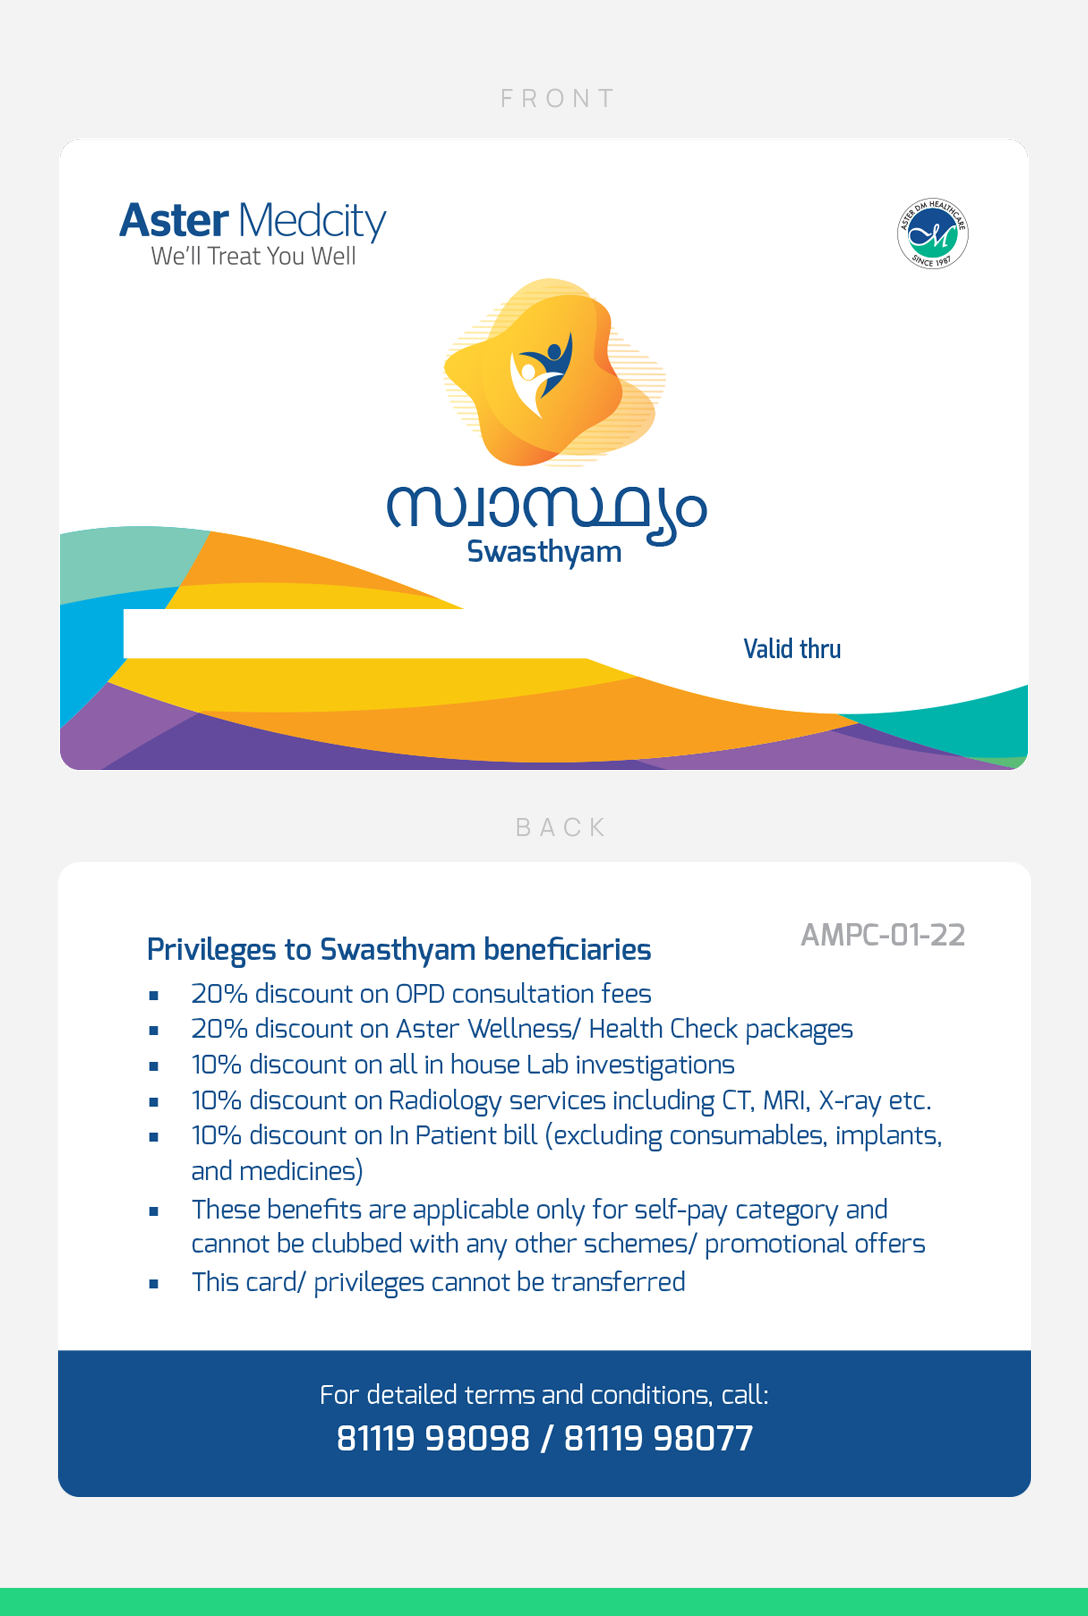 FRONT
Aster Medcity
We'll Treat You Well
ASTER DM HEALTHCARE
SINCE 1987
സ്വാസ്ഥ്യം
Swasthyam
Valid thru
BACK
AMPC-01-22
Privileges to Swasthyam beneficiaries
▪ 20% discount on OPD consultation fees
▪ 20% discount on Aster Wellness/ Health Check packages
▪ 10% discount on all in house Lab investigations
▪ 10% discount on Radiology services including CT, MRI, X-ray etc.
▪ 10% discount on In Patient bill (excluding consumables, implants,
and medicines)
▪ These benefits are applicable only for self-pay category and
cannot be clubbed with any other schemes/ promotional offers
▪ This card/ privileges cannot be transferred
For detailed terms and conditions, call:
81119 98098 / 81119 98077